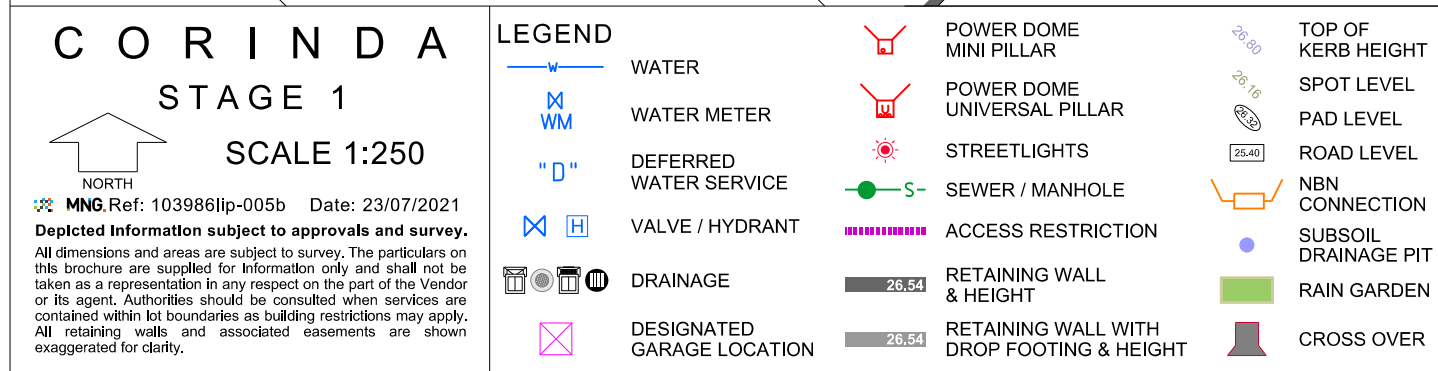 CORINDA
STAGE 1
SCALE 1:250
NORTH
MNG. Ref: 103986lip-005b Date: 23/07/2021
Depicted Information subject to approvals and survey.
All dimensions and areas are subject to survey. The particulars on
this brochure are supplied for Information only and shall not be
taken as a representation in any respect on the part of the Vendor
or its agent. Authorities should be consulted when services are
contained within lot boundaries as building restrictions may apply.
All retaining walls and associated easements are shown
exaggerated for clarity.
LEGEND
W WATER
WM WATER METER
"D" DEFERRED
WATER SERVICE
H VALVE / HYDRANT
DRAINAGE
DESIGNATED
GARAGE LOCATION
POWER DOME
MINI PILLAR
U POWER DOME
UNIVERSAL PILLAR
STREETLIGHTS
S SEWER / MANHOLE
ACCESS RESTRICTION
26.54 RETAINING WALL
& HEIGHT
26.54 RETAINING WALL WITH
DROP FOOTING & HEIGHT
26.80 TOP OF
KERB HEIGHT
26.16 SPOT LEVEL
26.32 PAD LEVEL
25.40 ROAD LEVEL
NBN
CONNECTION
SUBSOIL
DRAINAGE PIT
RAIN GARDEN
CROSS OVER